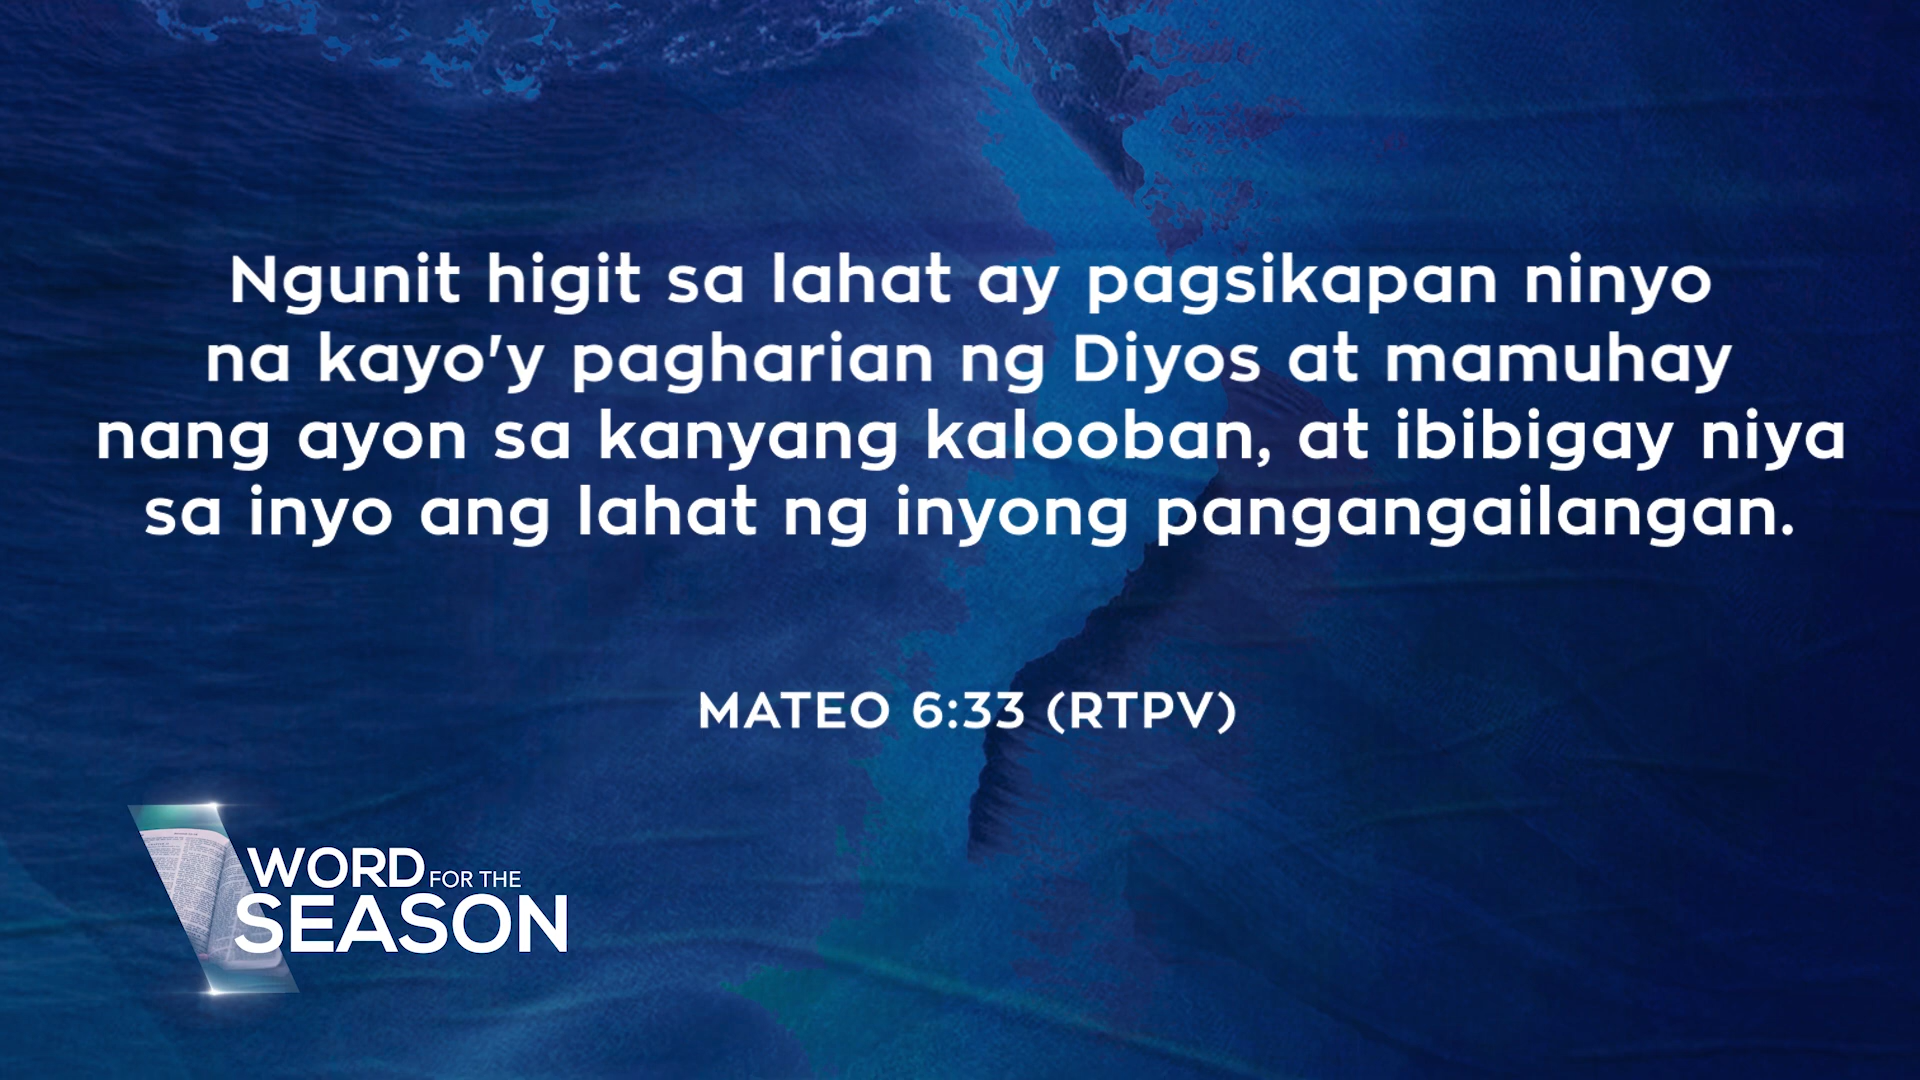 Ngunit higit sa lahat ay pagsikapan ninyo
na kayo'y pagharian ng Diyos at mamuhay
nang ayon sa kanyang kalooban, at ibibigay niya
sa inyo ang lahat ng inyong pangangailangan.
MATEO 6:33 (RTPV)
WORD FOR THE
SEASON